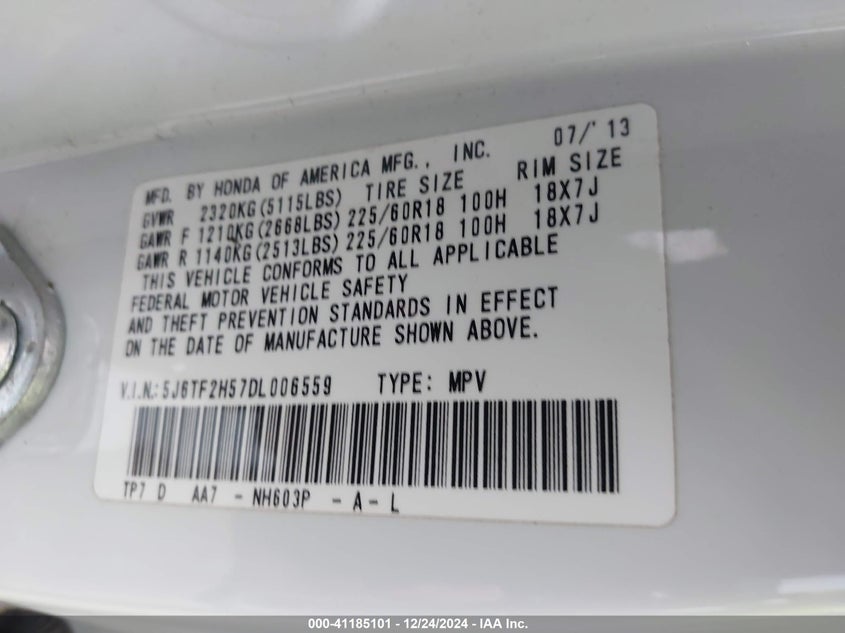 07/'13
MFD. BY HONDA OF AMERICA MFG., INC.
GVWR 2320KG(5115LBS) TIRE SIZE RIM SIZE
GAWR F 1210KG(2668LBS) 225/60R18 100H 18X7J
GAWR R 1140KG(2513LBS) 225/60R18 100H 18X7J
THIS VEHICLE CONFORMS TO ALL APPLICABLE
FEDERAL MOTOR VEHICLE SAFETY
AND THEFT PREVENTION STANDARDS IN EFFECT
ON THE DATE OF MANUFACTURE SHOWN ABOVE.
V.I.N.: 5J6TF2H57DL006559 TYPE: MPV
TP7 D AA7 - NH603P - A - L
000-41185101 - 12/24/2024 - IAA Inc.